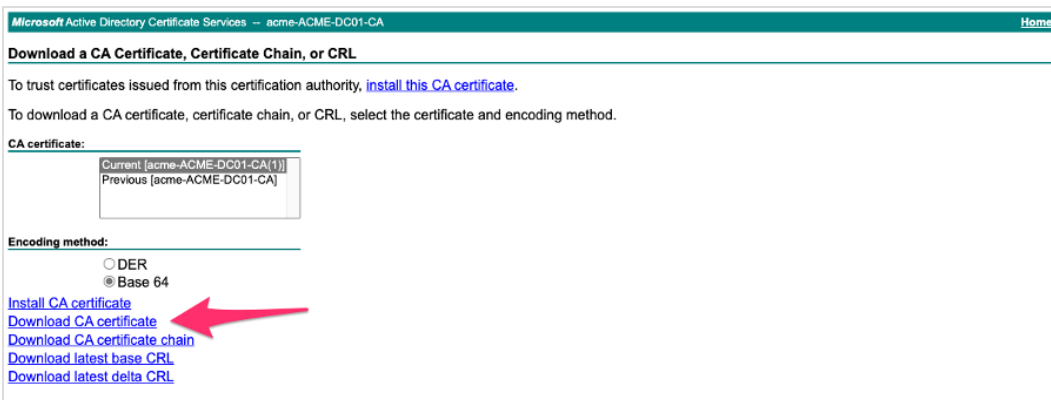 Microsoft Active Directory Certificate Services -- acme-ACME-DC01-CA Home
Download a CA Certificate, Certificate Chain, or CRL
To trust certificates issued from this certification authority, install this CA certificate.
To download a CA certificate, certificate chain, or CRL, select the certificate and encoding method.
CA certificate:
Current [acme-ACME-DC01-CA(1)]
Previous [acme-ACME-DC01-CA]
Encoding method:
DER
Base 64
Install CA certificate
Download CA certificate
Download CA certificate chain
Download latest base CRL
Download latest delta CRL